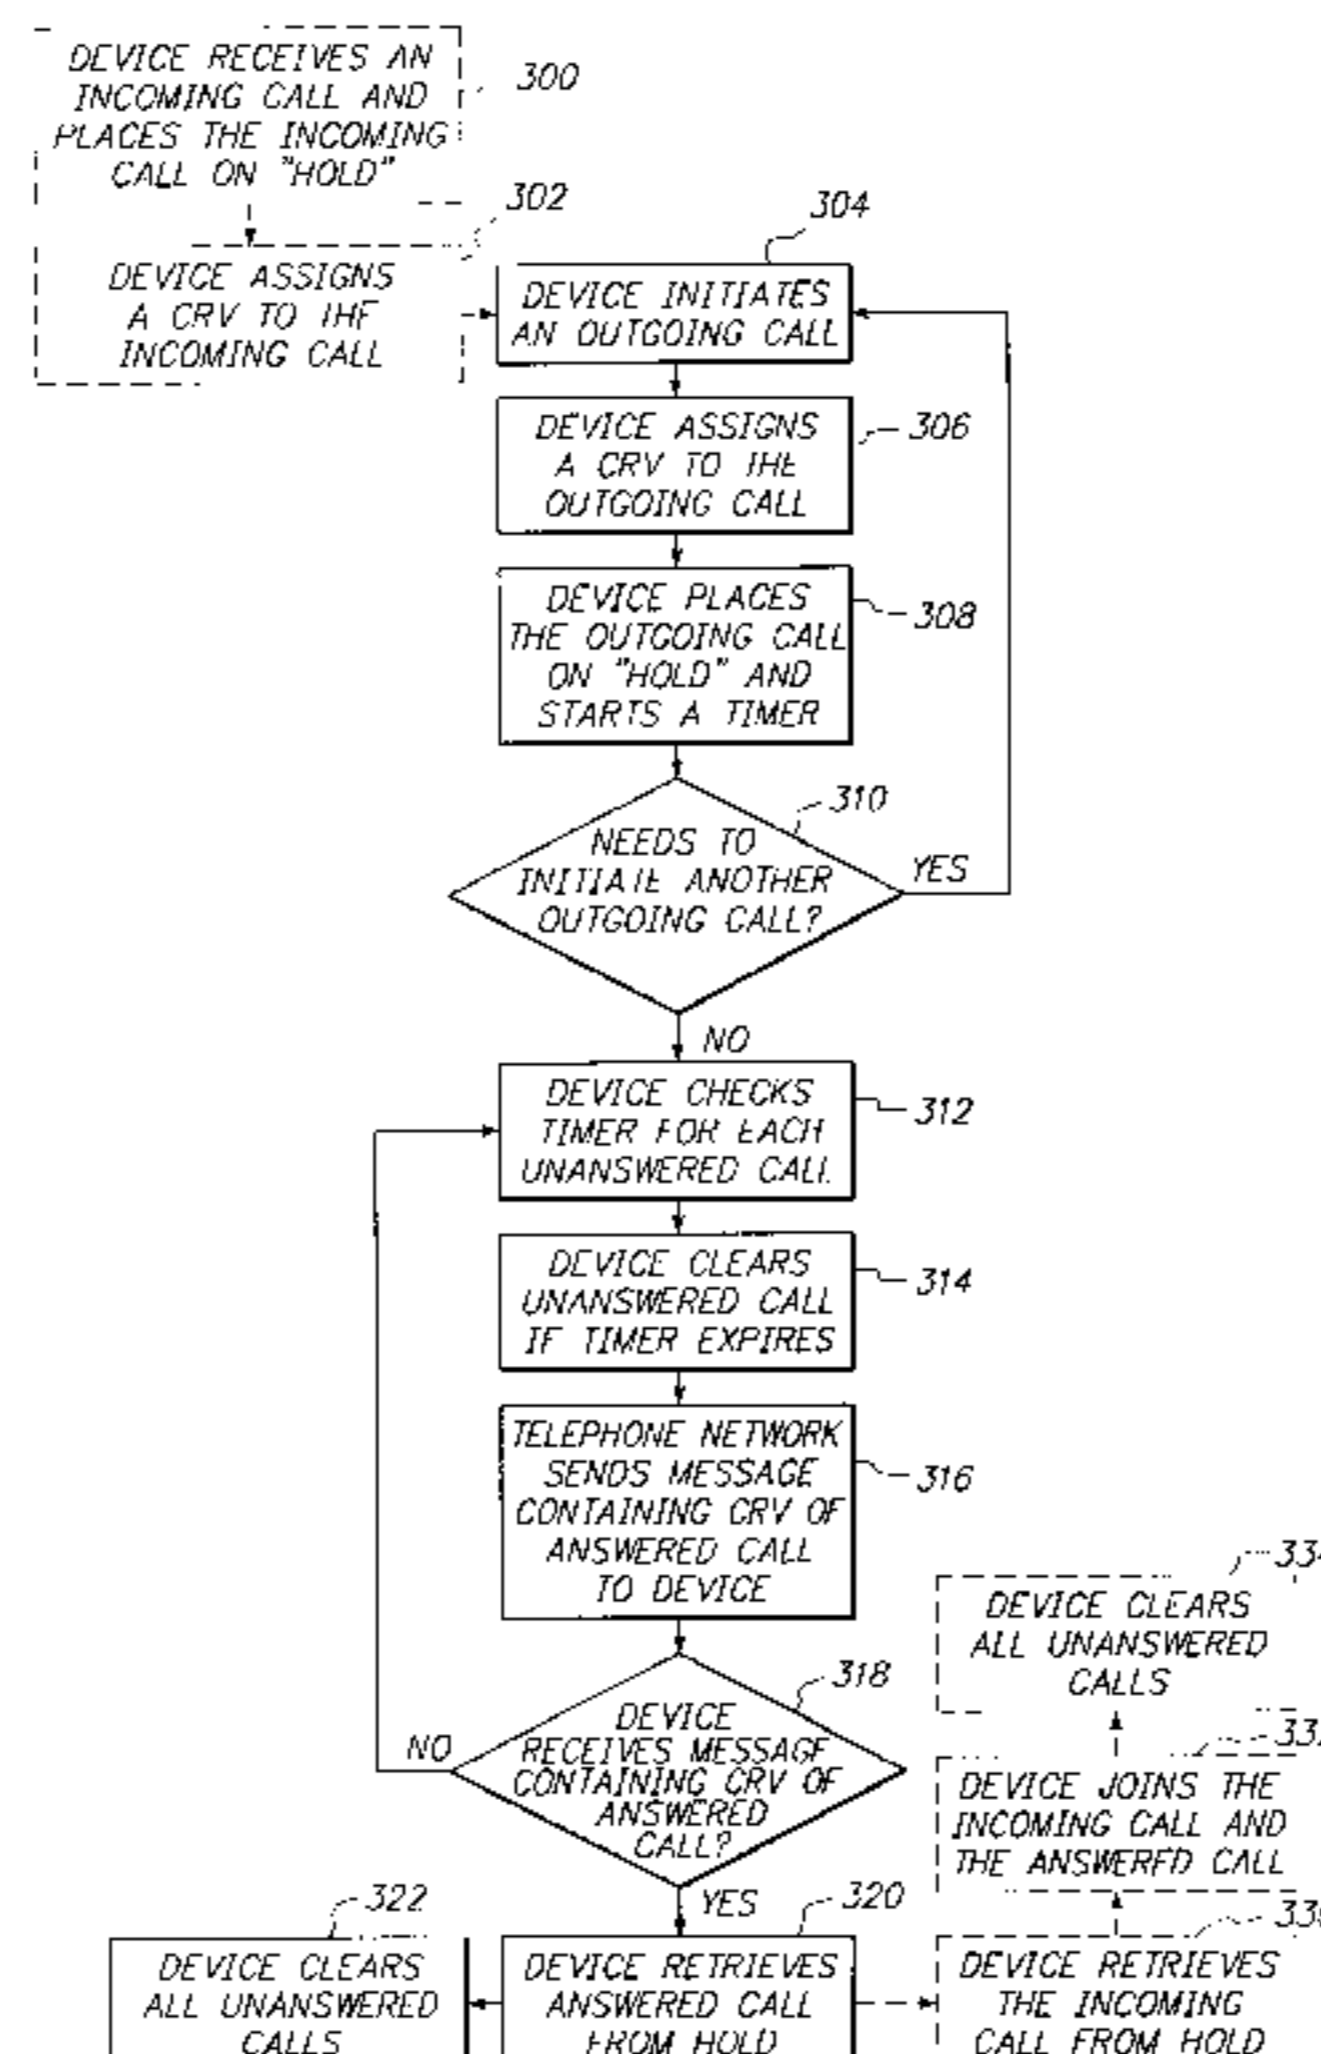 DEVICE RECEIVES AN
INCOMING CALL AND
PLACES THE INCOMING
CALL ON "HOLD"
300
302
DEVICE ASSIGNS
A CRV TO THE
INCOMING CALL
304
DEVICE INITIATES
AN OUTGOING CALL
DEVICE ASSIGNS
A CRV TO THE
OUTGOING CALL
306
DEVICE PLACES
THE OUTGOING CALL
ON "HOLD" AND
STARTS A TIMER
308
310
NEEDS TO
INITIATE ANOTHER
OUTGOING CALL?
YES
NO
DEVICE CHECKS
TIMER FOR EACH
UNANSWERED CALL
312
DEVICE CLEARS
UNANSWERED CALL
IF TIMER EXPIRES
314
TELEPHONE NETWORK
SENDS MESSAGE
CONTAINING CRV OF
ANSWERED CALL
TO DEVICE
316
318
DEVICE
RECEIVES MESSAGE
CONTAINING CRV OF
ANSWERED
CALL?
NO
YES
320
DEVICE RETRIEVES
ANSWERED CALL
FROM HOLD
322
DEVICE CLEARS
ALL UNANSWERED
CALLS
DEVICE CLEARS
ALL UNANSWERED
CALLS
DEVICE JOINS THE
INCOMING CALL AND
THE ANSWERED CALL
DEVICE RETRIEVES
THE INCOMING
CALL FROM HOLD